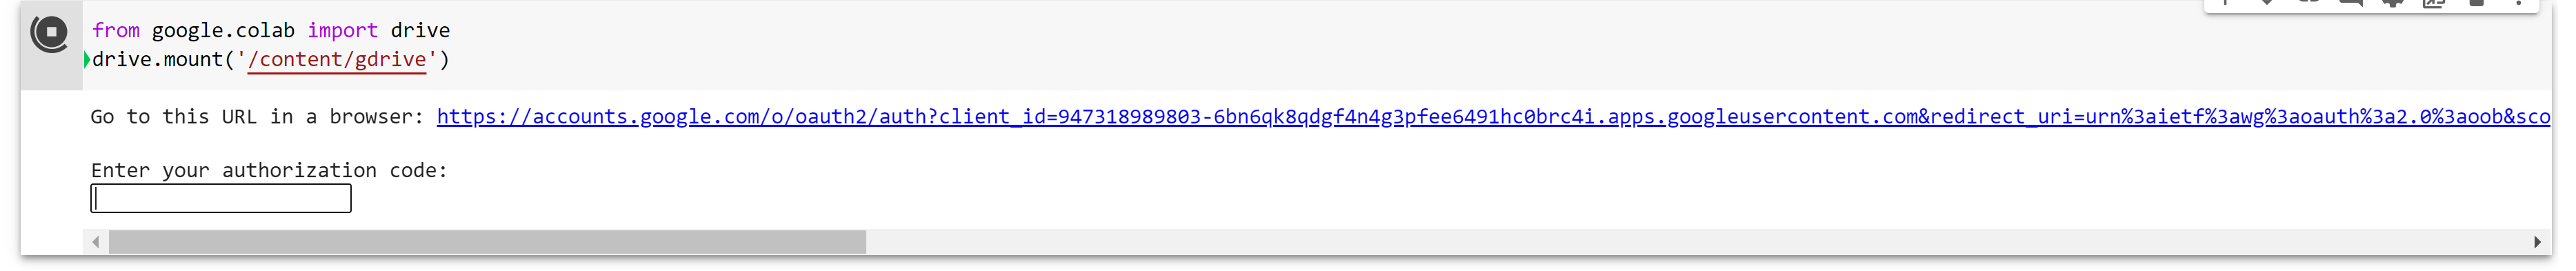 from google.colab import drive
drive.mount('/content/gdrive')
Go to this URL in a browser: https://accounts.google.com/o/oauth2/auth?client_id=947318989803-6bn6qk8qdgf4n4g3pfee6491hc0brc4i.apps.googleusercontent.com&redirect_uri=urn%3aietf%3awg%3aoauth%3a2.0%3aoob&sco
Enter your authorization code: